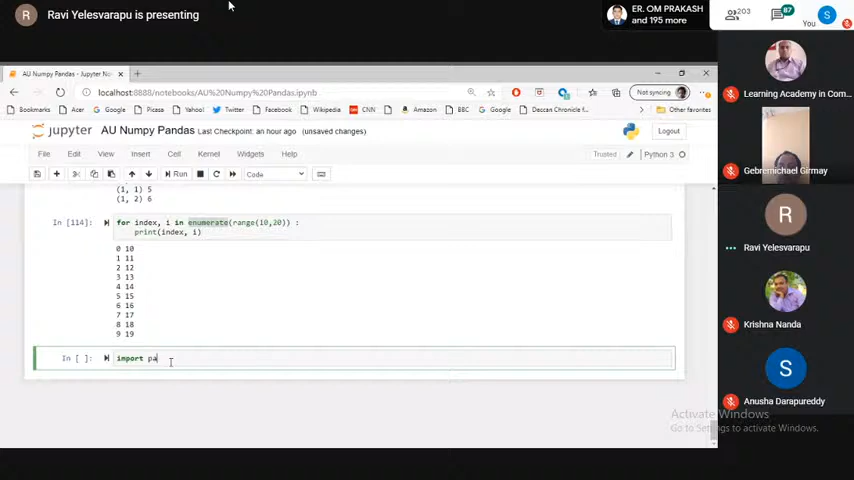 R Ravi Yelesvarapu is presenting
ER. OM PRAKASH
and 195 more
203
87
You
S
AU Numpy Pandas - Jupyter Not
localhost:8888/notebooks/AU%20Numpy%20Pandas.ipynb
Not syncing
Bookmarks Acer Google Picasa Yahoo Twitter Google Wikipedia CNN Amazon BBC Google Deccan Chronicle f... Other favorites
jupyter AU Numpy Pandas Last Checkpoint: an hour ago (unsaved changes)
Logout
File Edit View Insert Cell Kernel Widgets Help
Trusted Python 3
Run Code
(1, 1) 5
(1, 2) 6
In [114]: for index, i in enumerate(range(10,20)) :
print(index, i)
0 10
1 11
2 12
3 13
4 14
5 15
6 16
7 17
8 18
9 19
In [ ]: import pa
Learning Academy in Com...
Gebremichael Girmay
R
Ravi Yelesvarapu
Krishna Nanda
S
Anusha Darapureddy
Activate Windows
Go to Settings to activate Windows.